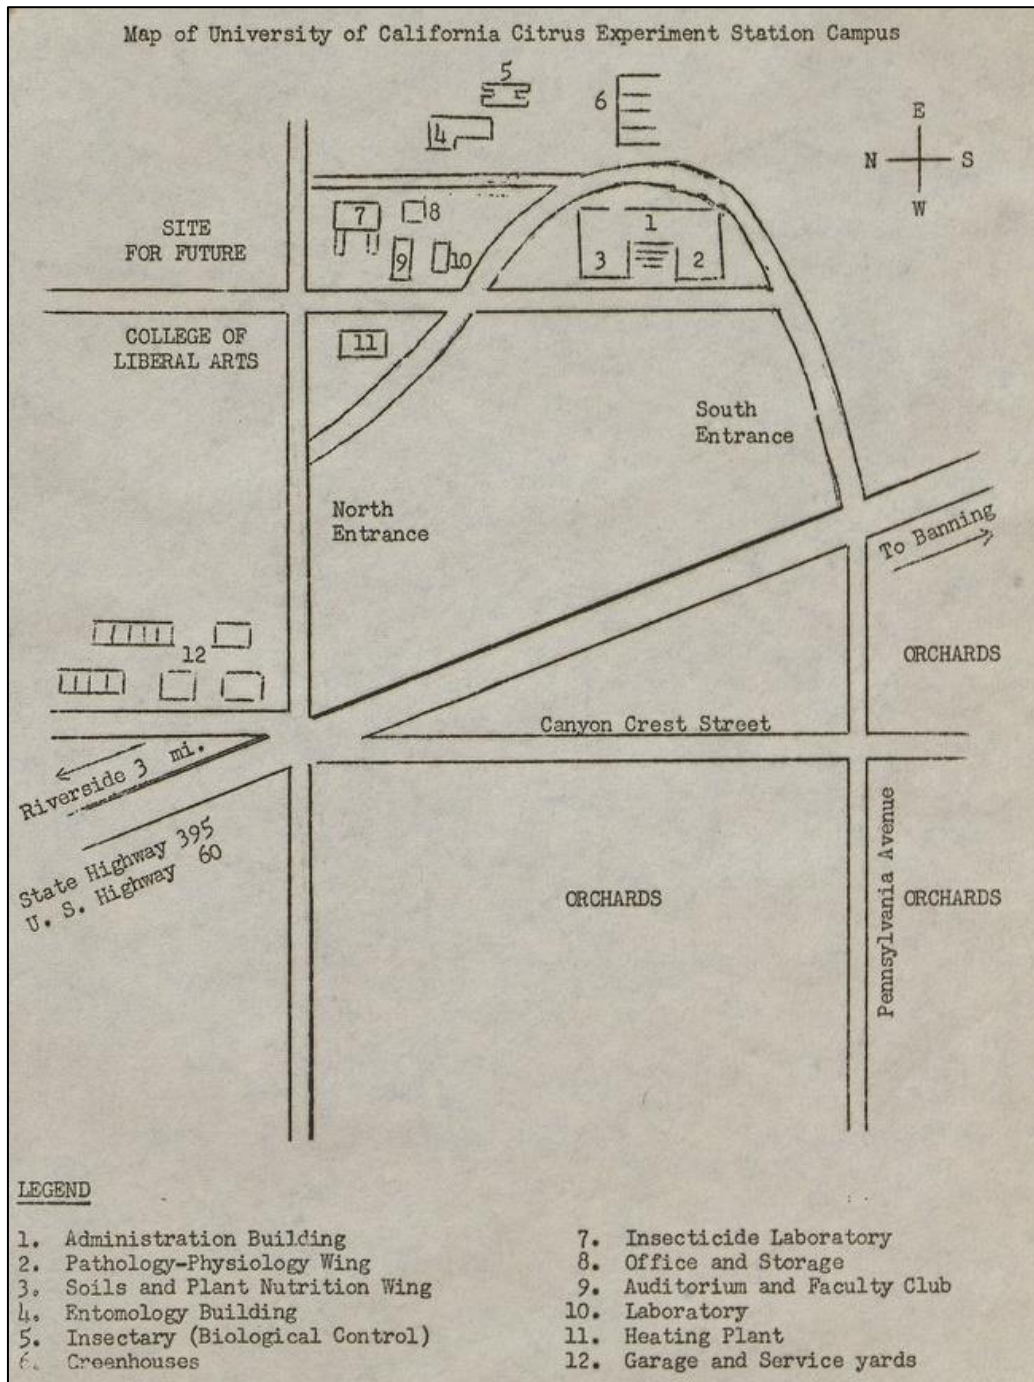 Map of University of California Citrus Experiment Station Campus
5
6
4
E
N S
W
7
8
9
10
1
3
2
SITE
FOR FUTURE
COLLEGE OF
LIBERAL ARTS
11
South
Entrance
North
Entrance
To Banning
12
ORCHARDS
Canyon Crest Street
Riverside 3 mi.
State Highway 395
U. S. Highway 60
ORCHARDS
Pennsylvania Avenue
ORCHARDS
LEGEND
1. Administration Building
2. Pathology-Physiology Wing
3. Soils and Plant Nutrition Wing
4. Entomology Building
5. Insectary (Biological Control)
6. Greenhouses
7. Insecticide Laboratory
8. Office and Storage
9. Auditorium and Faculty Club
10. Laboratory
11. Heating Plant
12. Garage and Service yards